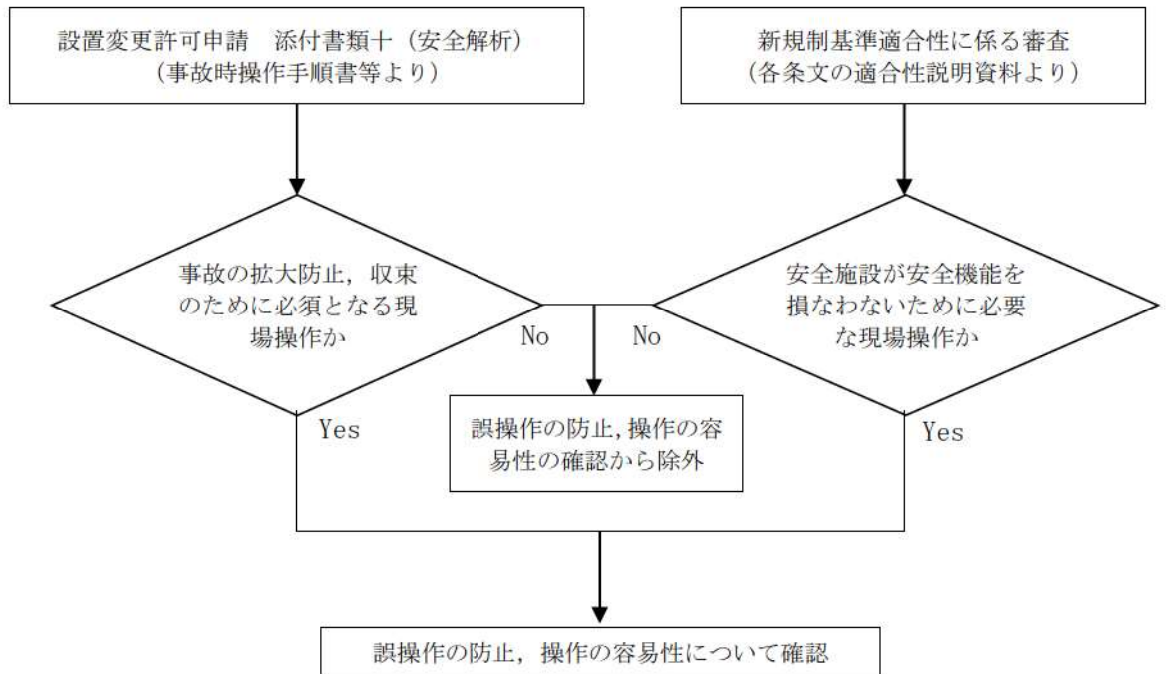 設置変更許可申請　添付書類十（安全解析）
（事故時操作手順書等より）
新規制基準適合性に係る審査
（各条文の適合性説明資料より）
事故の拡大防止，収束
のために必須となる現
場操作か
安全施設が安全機能を
損なわないために必要
な現場操作か
No
No
Yes
誤操作の防止,操作の容
易性の確認から除外
Yes
誤操作の防止，操作の容易性について確認